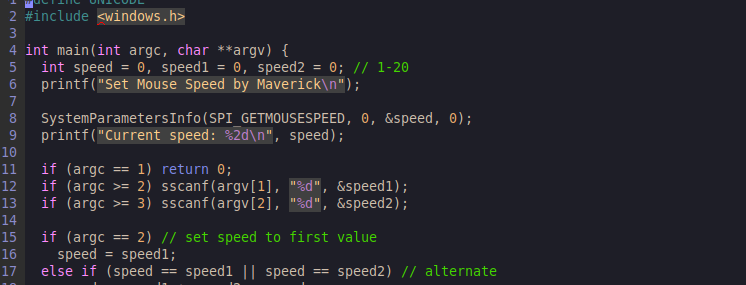 1 #define UNICODE
2 #include <windows.h>
3
4 int main(int argc, char **argv) {
5   int speed = 0, speed1 = 0, speed2 = 0; // 1-20
6   printf("Set Mouse Speed by Maverick\n");
7
8   SystemParametersInfo(SPI_GETMOUSESPEED, 0, &speed, 0);
9   printf("Current speed: %2d\n", speed);
10
11   if (argc == 1) return 0;
12   if (argc >= 2) sscanf(argv[1], "%d", &speed1);
13   if (argc >= 3) sscanf(argv[2], "%d", &speed2);
14
15   if (argc == 2) // set speed to first value
16     speed = speed1;
17   else if (speed == speed1 || speed == speed2) // alternate